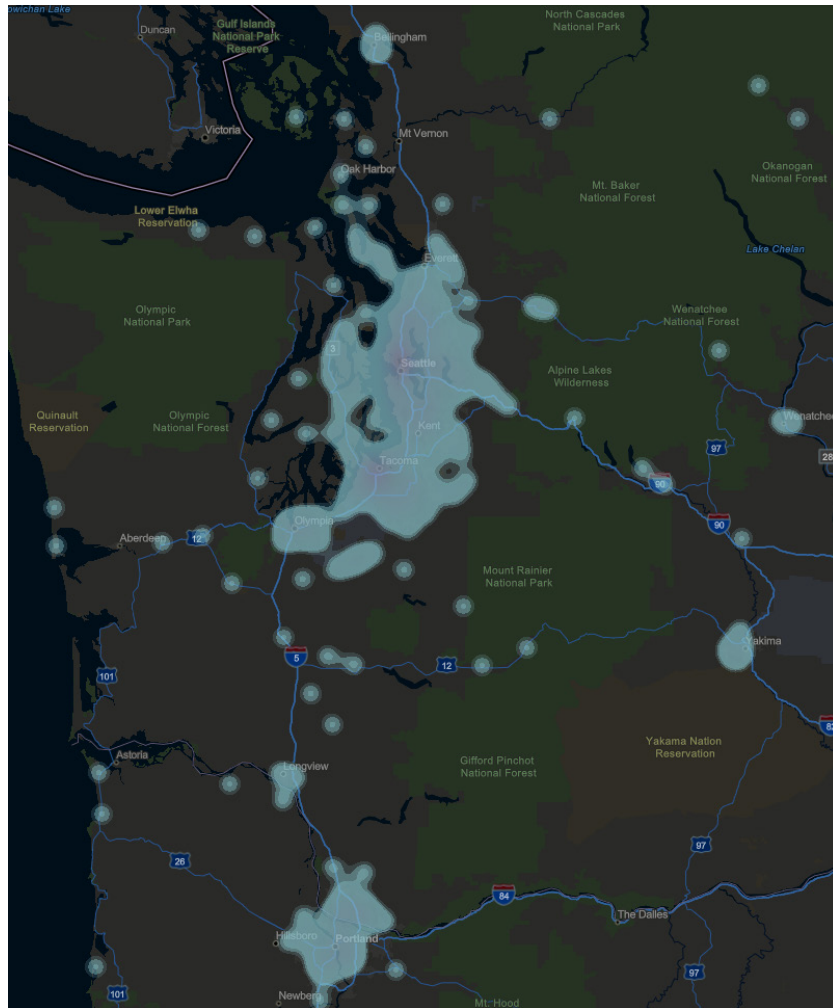 North Cascades
National Park
Gulf Islands
National Park
Reserve
Duncan
Bellingham
Victoria
Mt Vernon
Oak Harbor
Okanogan
National Forest
Mt. Baker
National Forest
Lower Elwha
Reservation
Lake Chelan
Everett
Olympic
National Park
Wenatchee
National Forest
3
Seattle
Alpine Lakes
Wilderness
Quinault
Reservation
Olympic
National Forest
Wenatchee
Kent
97
28
Tacoma
90
Olympia
90
Aberdeen
12
Mount Rainier
National Park
Yakima
5
12
101
82
Yakama Nation
Reservation
Astoria
Gifford Pinchot
National Forest
Longview
97
26
84
The Dalles
Hillsboro
Portland
97
101
Newberg
Mt. Hood